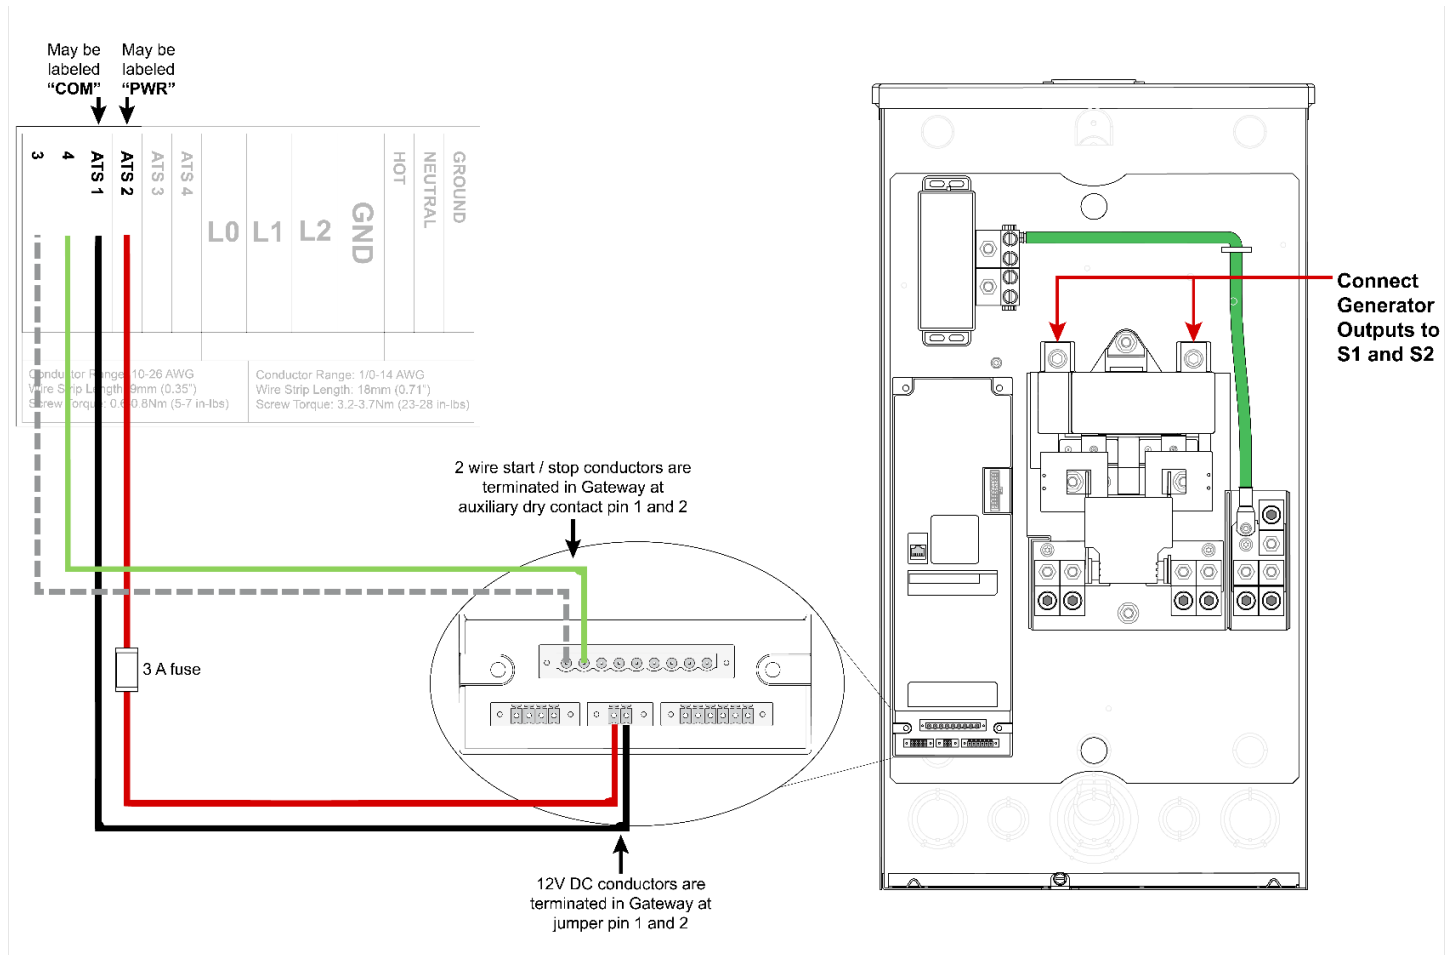 May be
labeled
“COM”
May be
labeled
“PWR”
3
4
ATS 1
ATS 2
ATS 3
ATS 4
L0
L1
L2
GND
HOT
NEUTRAL
GROUND
Conductor Range: 10-26 AWG
Wire Strip Length: 9mm (0.35")
Screw Torque: 0.6-0.8Nm (5-7 in-lbs)
Conductor Range: 1/0-14 AWG
Wire Strip Length: 18mm (0.71")
Screw Torque: 3.2-3.7Nm (23-28 in-lbs)
Connect
Generator
Outputs to
S1 and S2
2 wire start / stop conductors are
terminated in Gateway at
auxiliary dry contact pin 1 and 2
3 A fuse
12V DC conductors are
terminated in Gateway at
jumper pin 1 and 2